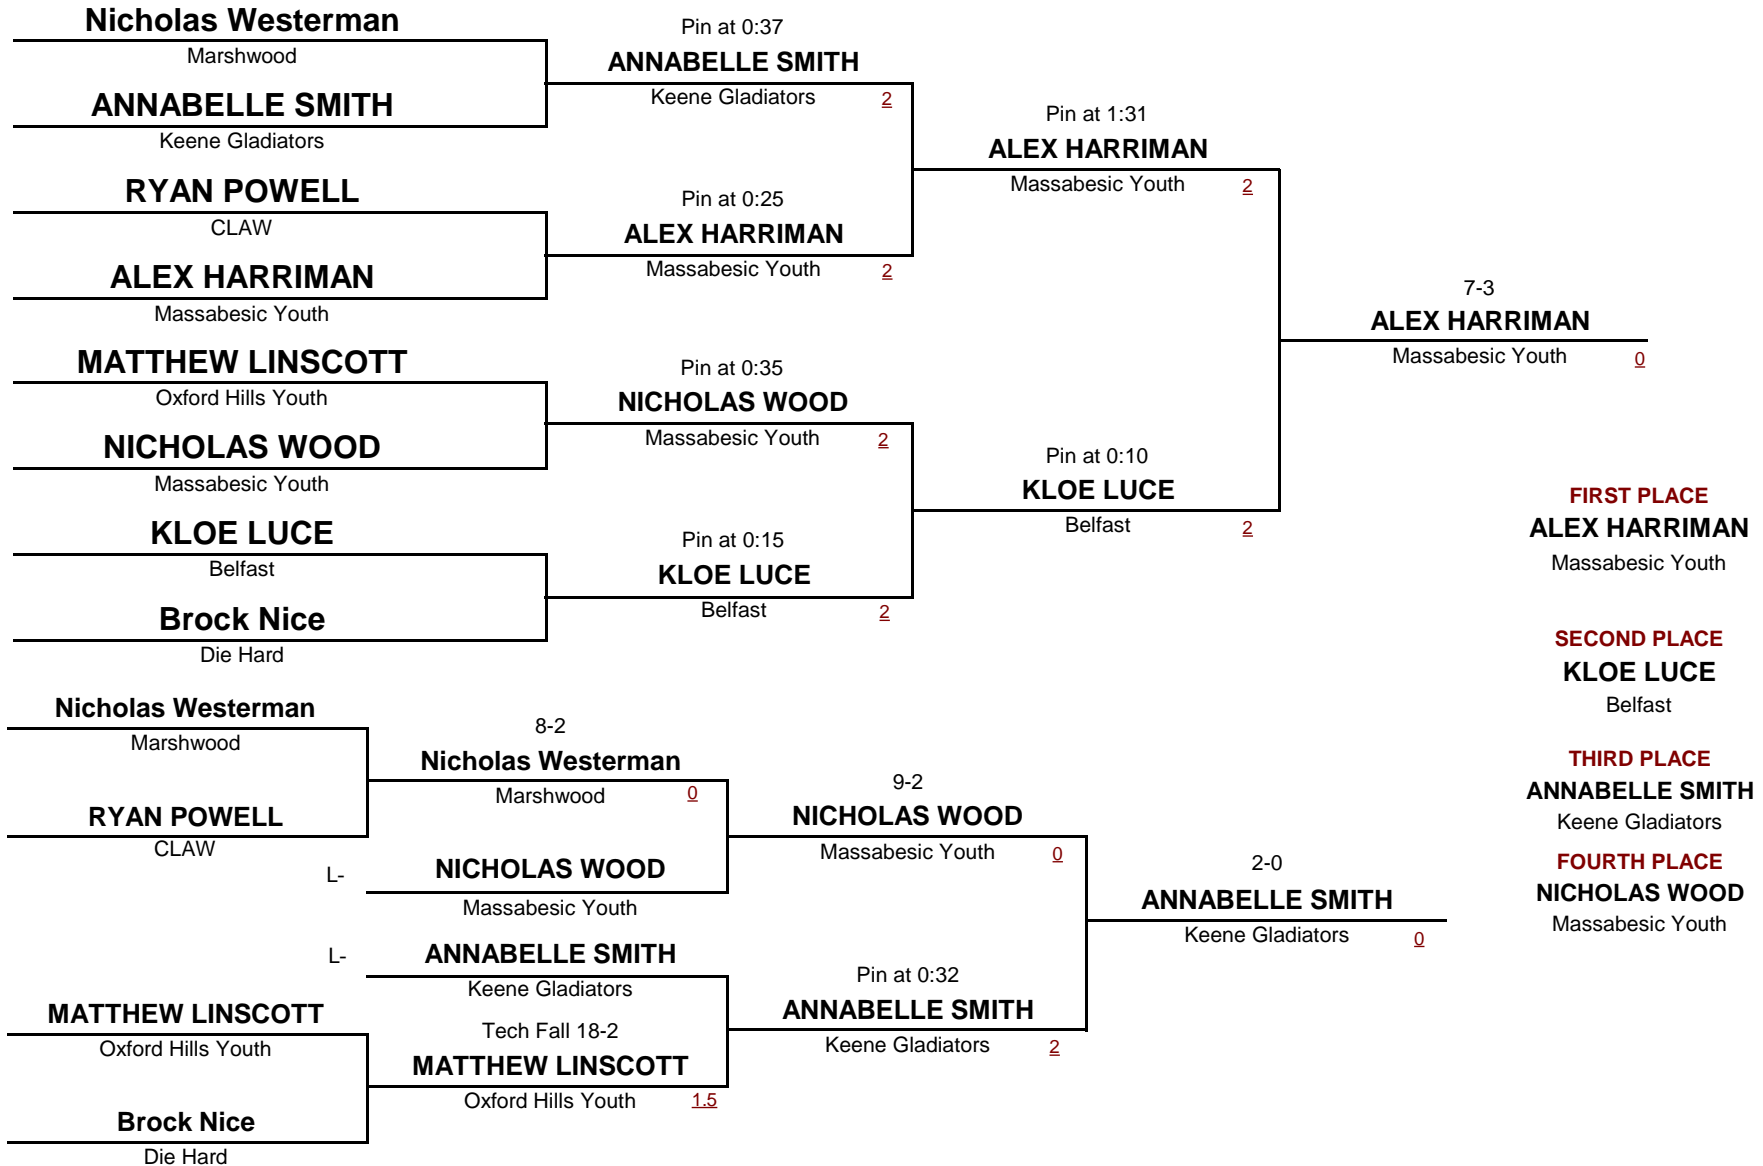 Nicholas Westerman
Marshwood
ANNABELLE SMITH
Keene Gladiators
RYAN POWELL
CLAW
ALEX HARRIMAN
Massabesic Youth
MATTHEW LINSCOTT
Oxford Hills Youth
NICHOLAS WOOD
Massabesic Youth
KLOE LUCE
Belfast
Brock Nice
Die Hard
Pin at 0:37
ANNABELLE SMITH
Keene Gladiators 2
Pin at 0:25
ALEX HARRIMAN
Massabesic Youth 2
Pin at 0:35
NICHOLAS WOOD
Massabesic Youth 2
Pin at 0:15
KLOE LUCE
Belfast 2
Pin at 1:31
ALEX HARRIMAN
Massabesic Youth 2
Pin at 0:10
KLOE LUCE
Belfast 2
7-3
ALEX HARRIMAN
Massabesic Youth 0
FIRST PLACE
ALEX HARRIMAN
Massabesic Youth
SECOND PLACE
KLOE LUCE
Belfast
THIRD PLACE
ANNABELLE SMITH
Keene Gladiators
FOURTH PLACE
NICHOLAS WOOD
Massabesic Youth
Nicholas Westerman
Marshwood
RYAN POWELL
CLAW
MATTHEW LINSCOTT
Oxford Hills Youth
Brock Nice
Die Hard
8-2
Nicholas Westerman
Marshwood 0
L- NICHOLAS WOOD
Massabesic Youth
L- ANNABELLE SMITH
Keene Gladiators
Tech Fall 18-2
MATTHEW LINSCOTT
Oxford Hills Youth 1.5
9-2
NICHOLAS WOOD
Massabesic Youth 0
Pin at 0:32
ANNABELLE SMITH
Keene Gladiators 2
2-0
ANNABELLE SMITH
Keene Gladiators 0